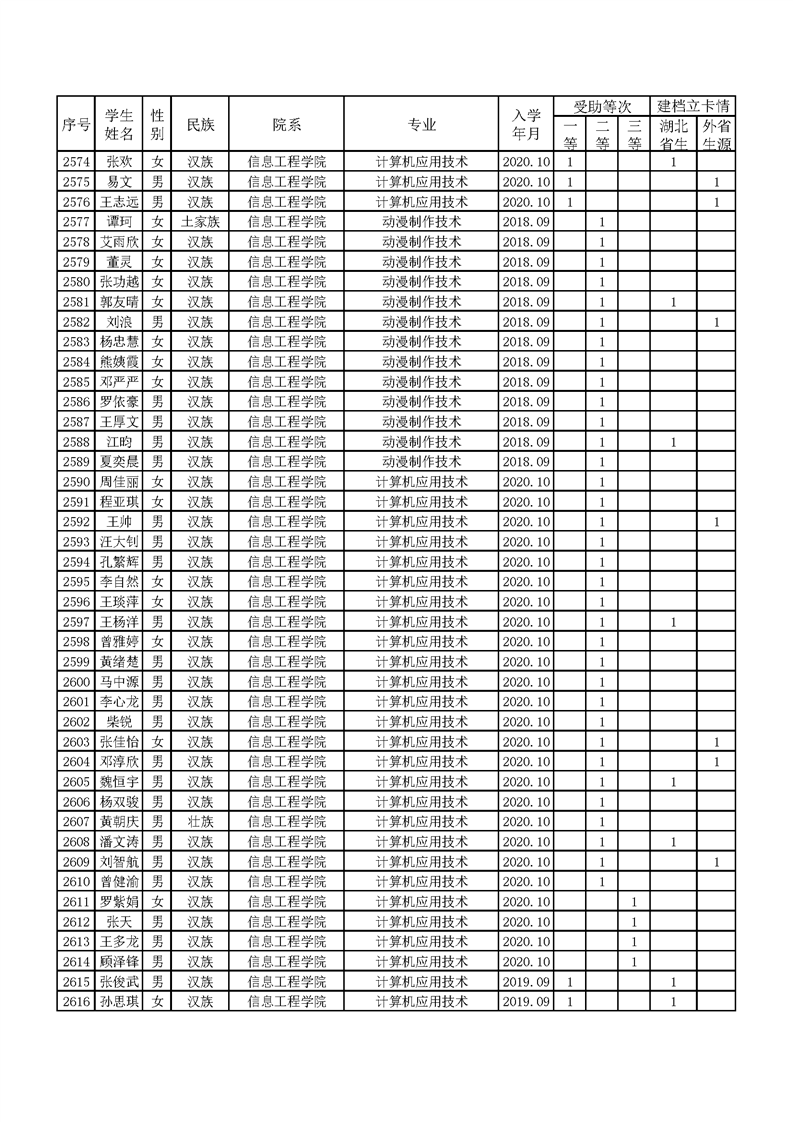 序号 学生姓名 性别 民族 院系 专业 入学年月 受助等次 建档立卡情
一等 二等 三等 湖北省生 外省生源
2574 张欢 女 汉族 信息工程学院 计算机应用技术 2020.10 1 1
2575 易文 男 汉族 信息工程学院 计算机应用技术 2020.10 1 1
2576 王志远 男 汉族 信息工程学院 计算机应用技术 2020.10 1 1
2577 谭珂 女 土家族 信息工程学院 动漫制作技术 2018.09 1
2578 艾雨欣 女 汉族 信息工程学院 动漫制作技术 2018.09 1
2579 董灵 女 汉族 信息工程学院 动漫制作技术 2018.09 1
2580 张功越 女 汉族 信息工程学院 动漫制作技术 2018.09 1
2581 郭友晴 女 汉族 信息工程学院 动漫制作技术 2018.09 1 1
2582 刘浪 男 汉族 信息工程学院 动漫制作技术 2018.09 1 1
2583 杨忠慧 女 汉族 信息工程学院 动漫制作技术 2018.09 1
2584 熊姨霞 女 汉族 信息工程学院 动漫制作技术 2018.09 1
2585 邓严严 女 汉族 信息工程学院 动漫制作技术 2018.09 1
2586 罗依豪 男 汉族 信息工程学院 动漫制作技术 2018.09 1
2587 王厚文 男 汉族 信息工程学院 动漫制作技术 2018.09 1
2588 江昀 男 汉族 信息工程学院 动漫制作技术 2018.09 1 1
2589 夏奕晨 男 汉族 信息工程学院 动漫制作技术 2018.09 1
2590 周佳丽 女 汉族 信息工程学院 计算机应用技术 2020.10 1
2591 程亚琪 女 汉族 信息工程学院 计算机应用技术 2020.10 1
2592 王帅 男 汉族 信息工程学院 计算机应用技术 2020.10 1 1
2593 汪大钊 男 汉族 信息工程学院 计算机应用技术 2020.10 1
2594 孔繁辉 男 汉族 信息工程学院 计算机应用技术 2020.10 1
2595 李自然 女 汉族 信息工程学院 计算机应用技术 2020.10 1
2596 王琰萍 女 汉族 信息工程学院 计算机应用技术 2020.10 1
2597 王杨洋 男 汉族 信息工程学院 计算机应用技术 2020.10 1 1
2598 曾雅婷 女 汉族 信息工程学院 计算机应用技术 2020.10 1
2599 黄绪楚 男 汉族 信息工程学院 计算机应用技术 2020.10 1
2600 马中源 男 汉族 信息工程学院 计算机应用技术 2020.10 1
2601 李心龙 男 汉族 信息工程学院 计算机应用技术 2020.10 1
2602 柴锐 男 汉族 信息工程学院 计算机应用技术 2020.10 1
2603 张佳怡 女 汉族 信息工程学院 计算机应用技术 2020.10 1 1
2604 邓淳欣 男 汉族 信息工程学院 计算机应用技术 2020.10 1 1
2605 魏恒宇 男 汉族 信息工程学院 计算机应用技术 2020.10 1 1
2606 杨双骏 男 汉族 信息工程学院 计算机应用技术 2020.10 1
2607 黄朝庆 男 壮族 信息工程学院 计算机应用技术 2020.10 1
2608 潘文涛 男 汉族 信息工程学院 计算机应用技术 2020.10 1 1
2609 刘智航 男 汉族 信息工程学院 计算机应用技术 2020.10 1 1
2610 曾健渝 男 汉族 信息工程学院 计算机应用技术 2020.10 1
2611 罗紫娟 女 汉族 信息工程学院 计算机应用技术 2020.10 1
2612 张天 男 汉族 信息工程学院 计算机应用技术 2020.10 1
2613 王多龙 男 汉族 信息工程学院 计算机应用技术 2020.10 1
2614 顾泽锋 男 汉族 信息工程学院 计算机应用技术 2020.10 1
2615 张俊武 男 汉族 信息工程学院 计算机应用技术 2019.09 1 1
2616 孙思琪 女 汉族 信息工程学院 计算机应用技术 2019.09 1 1